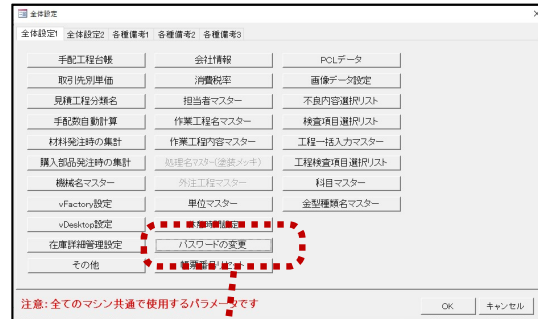 全体設定
全体設定1 全体設定2 各種備考1 各種備考2 各種備考3
手配工程台帳 会社情報 PCLデータ
取引先別単価 消費税率 画像データ設定
見積工程分類名 担当者マスター 不良内容選択リスト
手配数自動計算 作業工程名マスター 検査項目選択リスト
材料発注時の集計 作業工程内容マスター 工程一括入力マスター
購入部品発注時の集計 処理名マスター(塗装メッキ) 工程検査項目選択リスト
機械名マスター 外注工程マスター 科目マスター
vFactory設定 単位マスター 金型種類名マスター
vDesktop設定
在庫詳細管理設定 パスワードの変更
その他 帳票番号リセット
注意:全てのマシン共通で使用するパラメータです
OK キャンセル